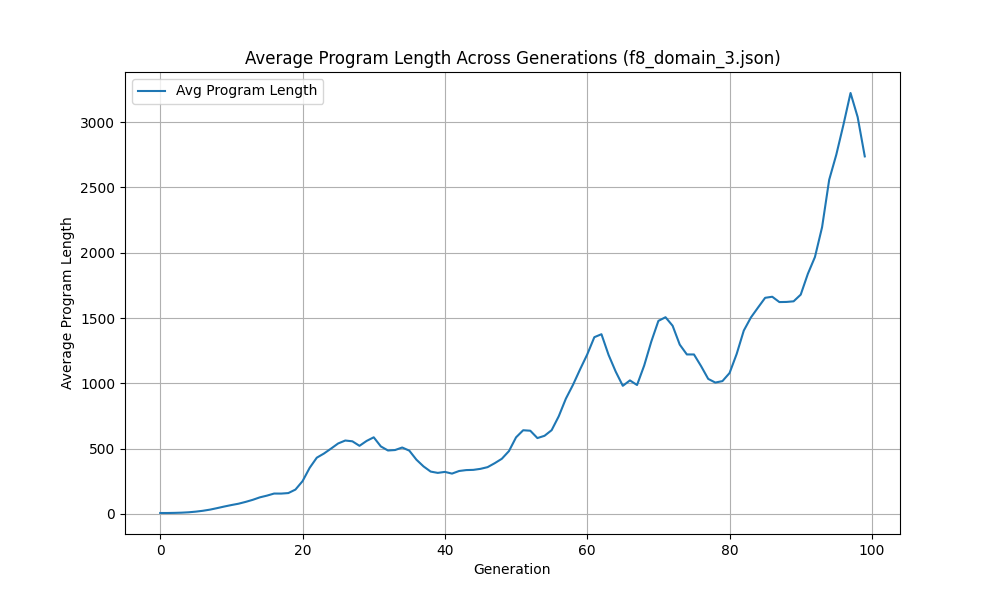 Average Program Length Across Generations (f8_domain_3.json)
Avg Program Length
3000
2500
2000
1500
1000
500
0
Average Program Length
0 20 40 60 80 100
Generation